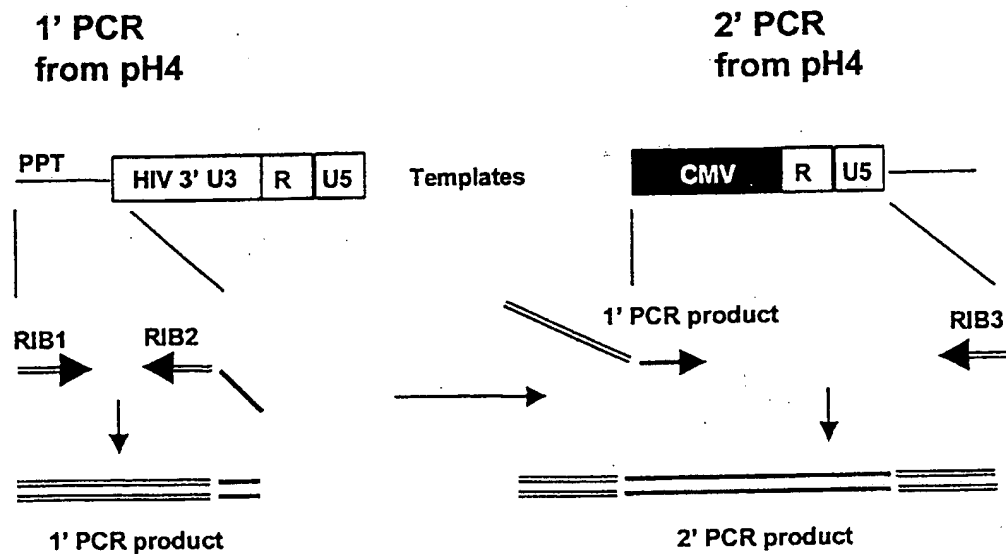 1' PCR
from pH4
2' PCR
from pH4
PPT
HIV 3' U3
R
U5
Templates
CMV
R
U5
RIB1
RIB2
1' PCR product
RIB3
1' PCR product
2' PCR product